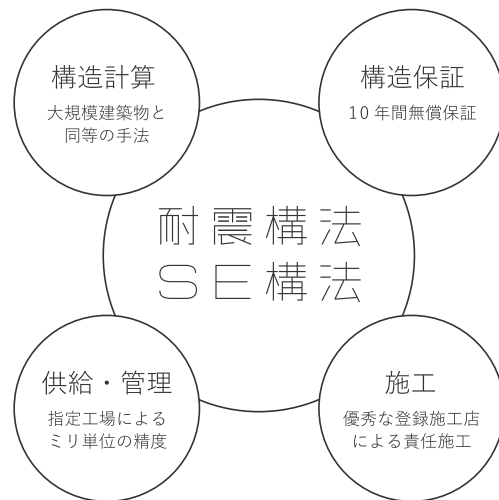 構造計算
大規模建築物と
同等の手法
構造保証
10年間無償保証
耐震構法
SE構法
供給・管理
指定工場による
ミリ単位の精度
施工
優秀な登録施工店
による責任施工